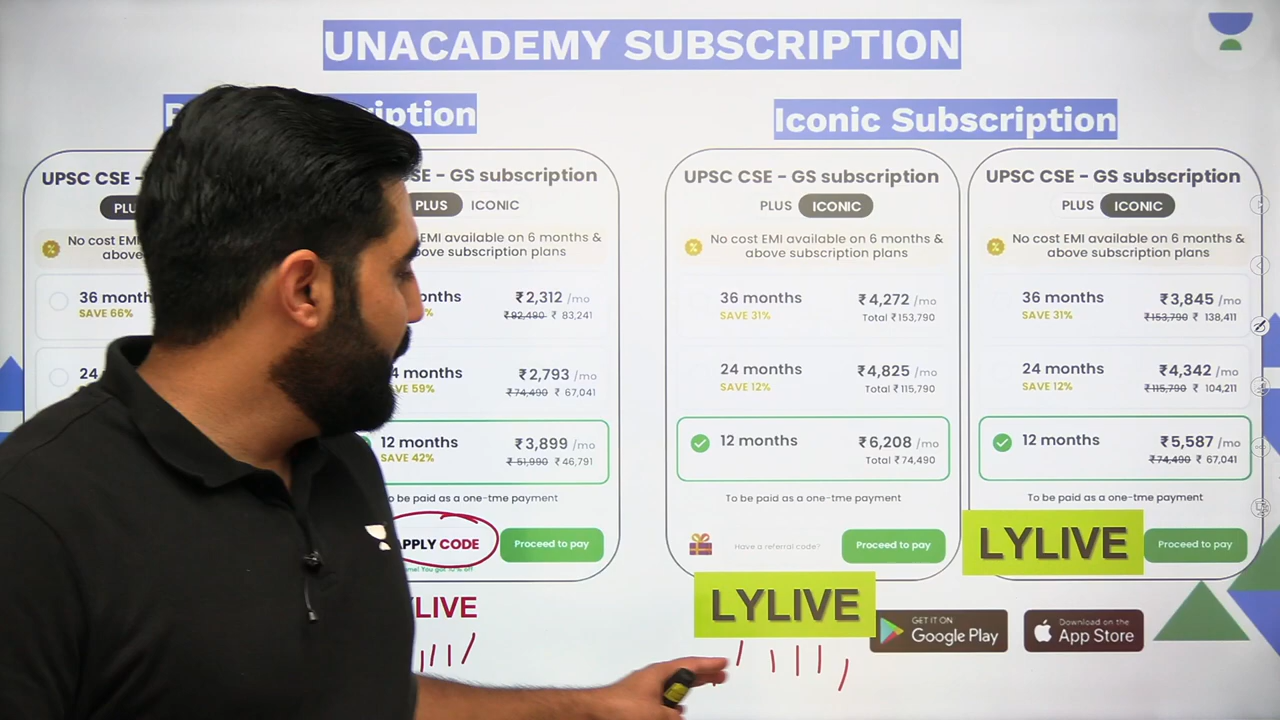 UNACADEMY SUBSCRIPTION
Iconic Subscription
UPSC CSE -
GS subscription
UPSC CSE - GS subscription
UPSC CSE - GS subscription
PLUS ICONIC
PLUS ICONIC
PLUS ICONIC
No cost EMI
above
EMI available on 6 months &
subscription plans
No cost EMI available on 6 months &
above subscription plans
No cost EMI available on 6 months &
above subscription plans
36
SAVE 66%
₹2,312 /mo
₹92,490 ₹ 83,241
36 months ₹4,272 /mo
SAVE 31% Total ₹153,790
36 months ₹3,845 /mo
SAVE 31% ₹153,790 ₹ 138,411
24
months ₹2,793 /mo
59% ₹74,490 ₹ 67,041
24 months ₹4,825 /mo
SAVE 12% Total ₹115,790
24 months ₹4,342 /mo
SAVE 12% ₹115,790 ₹ 104,211
12 months ₹3,899 /mo
SAVE 42% ₹51,990 ₹46,791
12 months ₹6,208 /mo
Total ₹74,490
12 months ₹5,587 /mo
₹74,490 ₹ 67,041
be paid as a one-tme payment
To be paid as a one-tme payment
To be paid as a one-tme payment
APPLY CODE Proceed to pay
Have a referral code? Proceed to pay
LYLIVE Proceed to pay
LIVE
LYLIVE
GET IT ON
Google Play
Download on the
App Store